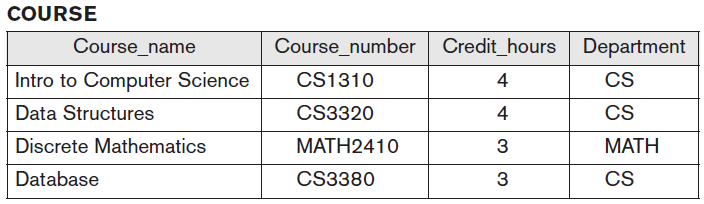 COURSE
Course_name Course_number Credit_hours Department
Intro to Computer Science CS1310 4 CS
Data Structures CS3320 4 CS
Discrete Mathematics MATH2410 3 MATH
Database CS3380 3 CS